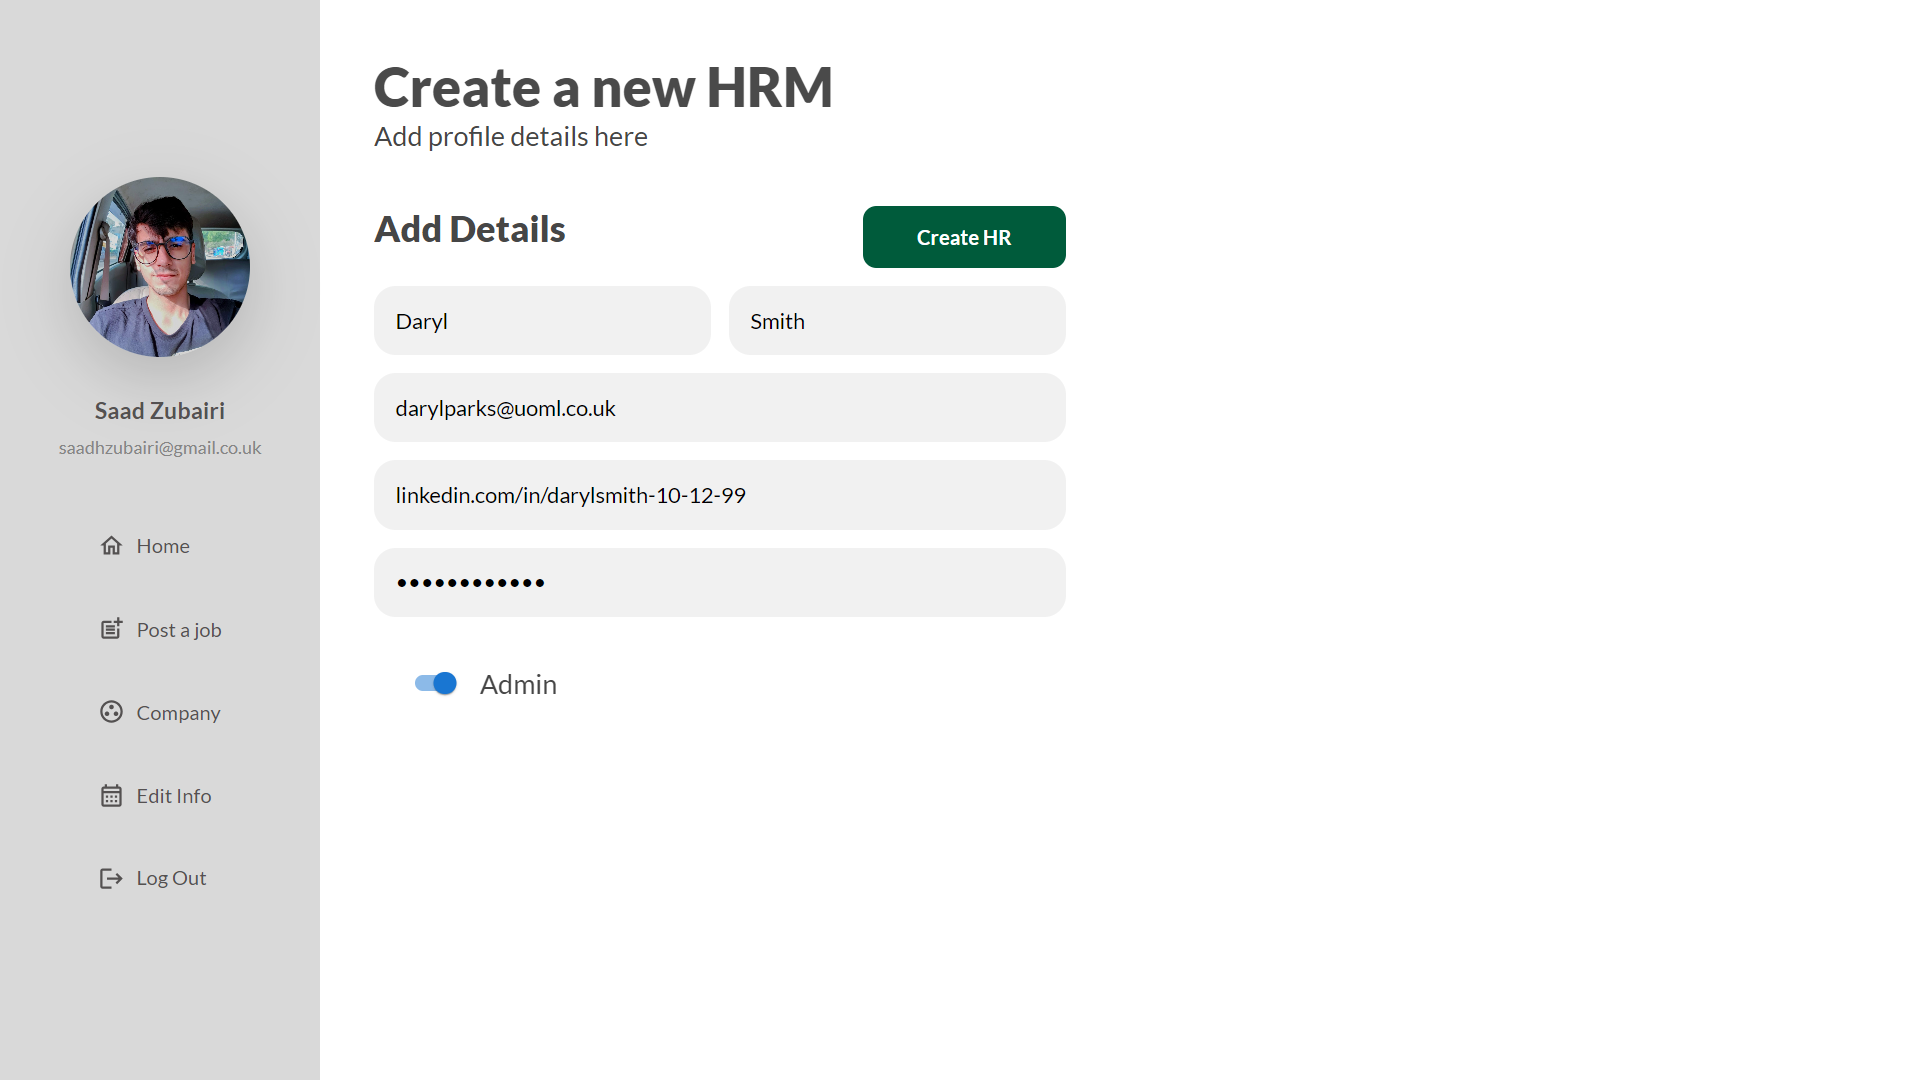 Saad Zubairi
saadhzubairi@gmail.co.uk
Home
Post a job
Company
Edit Info
Log Out
Create a new HRM
Add profile details here
Add Details
Create HR
Daryl
Smith
darylparks@uoml.co.uk
linkedin.com/in/darylsmith-10-12-99
••••••••••••
Admin